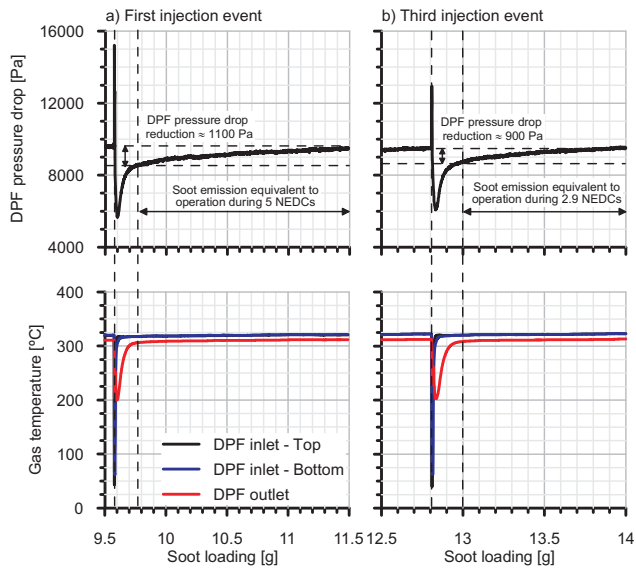 a) First injection event
b) Third injection event
DPF pressure drop [Pa]
16000
12000
8000
4000
DPF pressure drop
reduction ≈ 1100 Pa
Soot emission equivalent to
operation during 5 NEDCs
DPF pressure drop
reduction ≈ 900 Pa
Soot emission equivalent to
operation during 2.9 NEDCs
Gas temperature [ºC]
400
300
200
100
0
DPF inlet - Top
DPF inlet - Bottom
DPF outlet
9.5 10 10.5 11 11.5
12.5 13 13.5 14
Soot loading [g]
Soot loading [g]